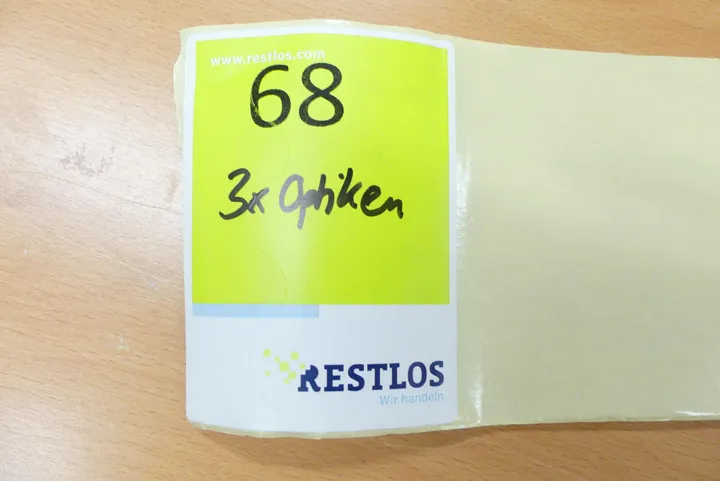 www.restlos.com
68
3x Optiken
RESTLOS
Wir handeln.